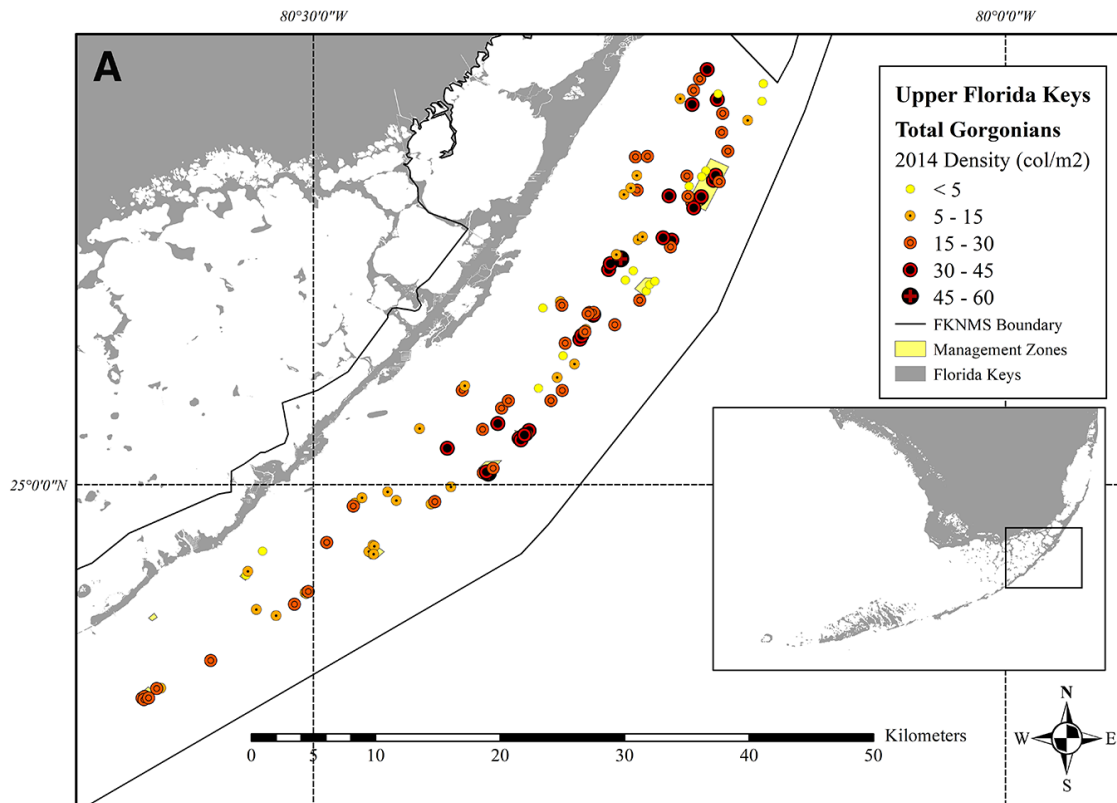 80°30'0"W
80°0'0"W
A
Upper Florida Keys
Total Gorgonians
2014 Density (col/m2)
< 5
5 - 15
15 - 30
30 - 45
45 - 60
FKNMS Boundary
Management Zones
Florida Keys
25°0'0"N
N
W
E
S
Kilometers
0 5 10 20 30 40 50